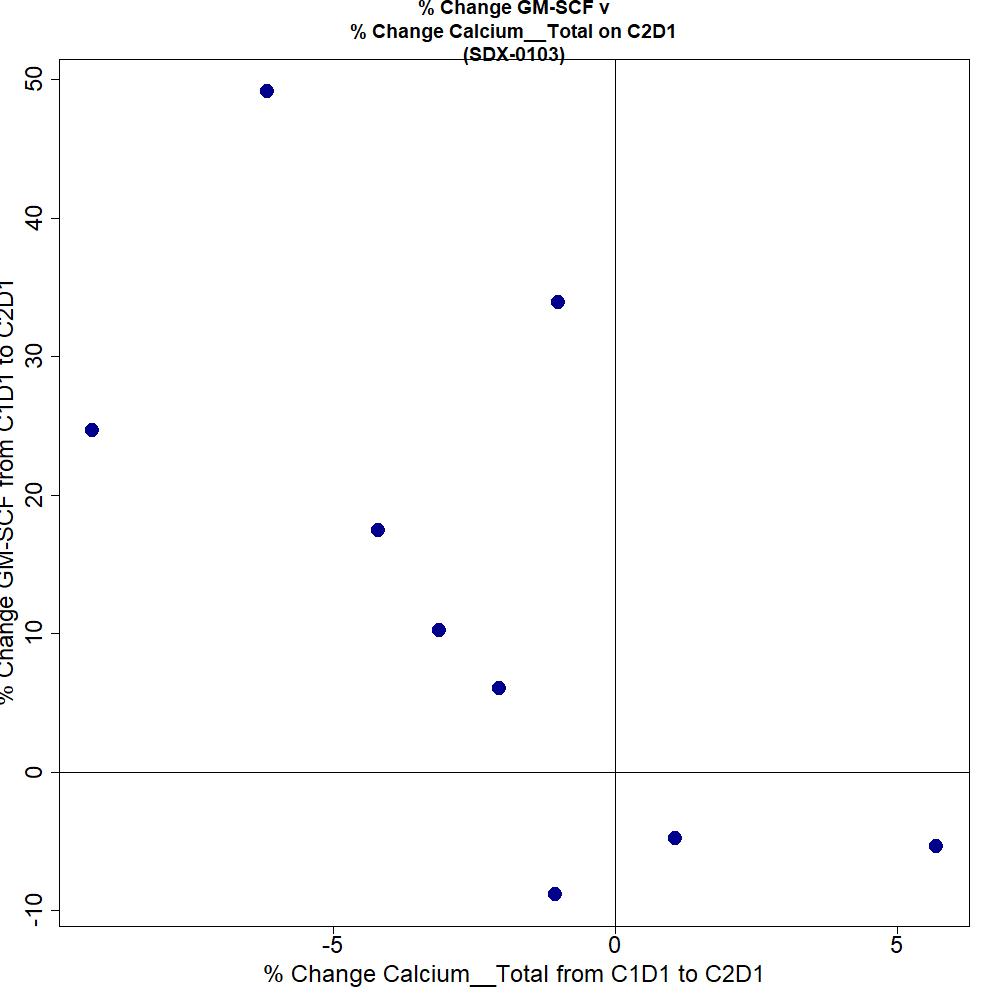 % Change GM-SCF v
% Change Calcium__Total on C2D1
(SDX-0103)
% Change GM-SCF from C1D1 to C2D1
50
40
30
20
10
0
-10
-5
0
5
% Change Calcium__Total from C1D1 to C2D1